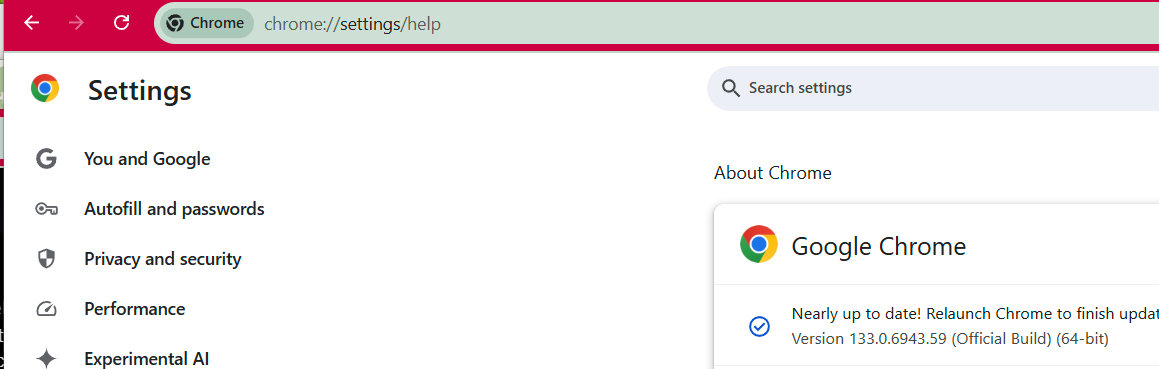 Chrome chrome://settings/help
Settings
Search settings
You and Google
Autofill and passwords
Privacy and security
Performance
Experimental AI
About Chrome
Google Chrome
Nearly up to date! Relaunch Chrome to finish
Version 133.0.6943.59 (Official Build) (64-bit)